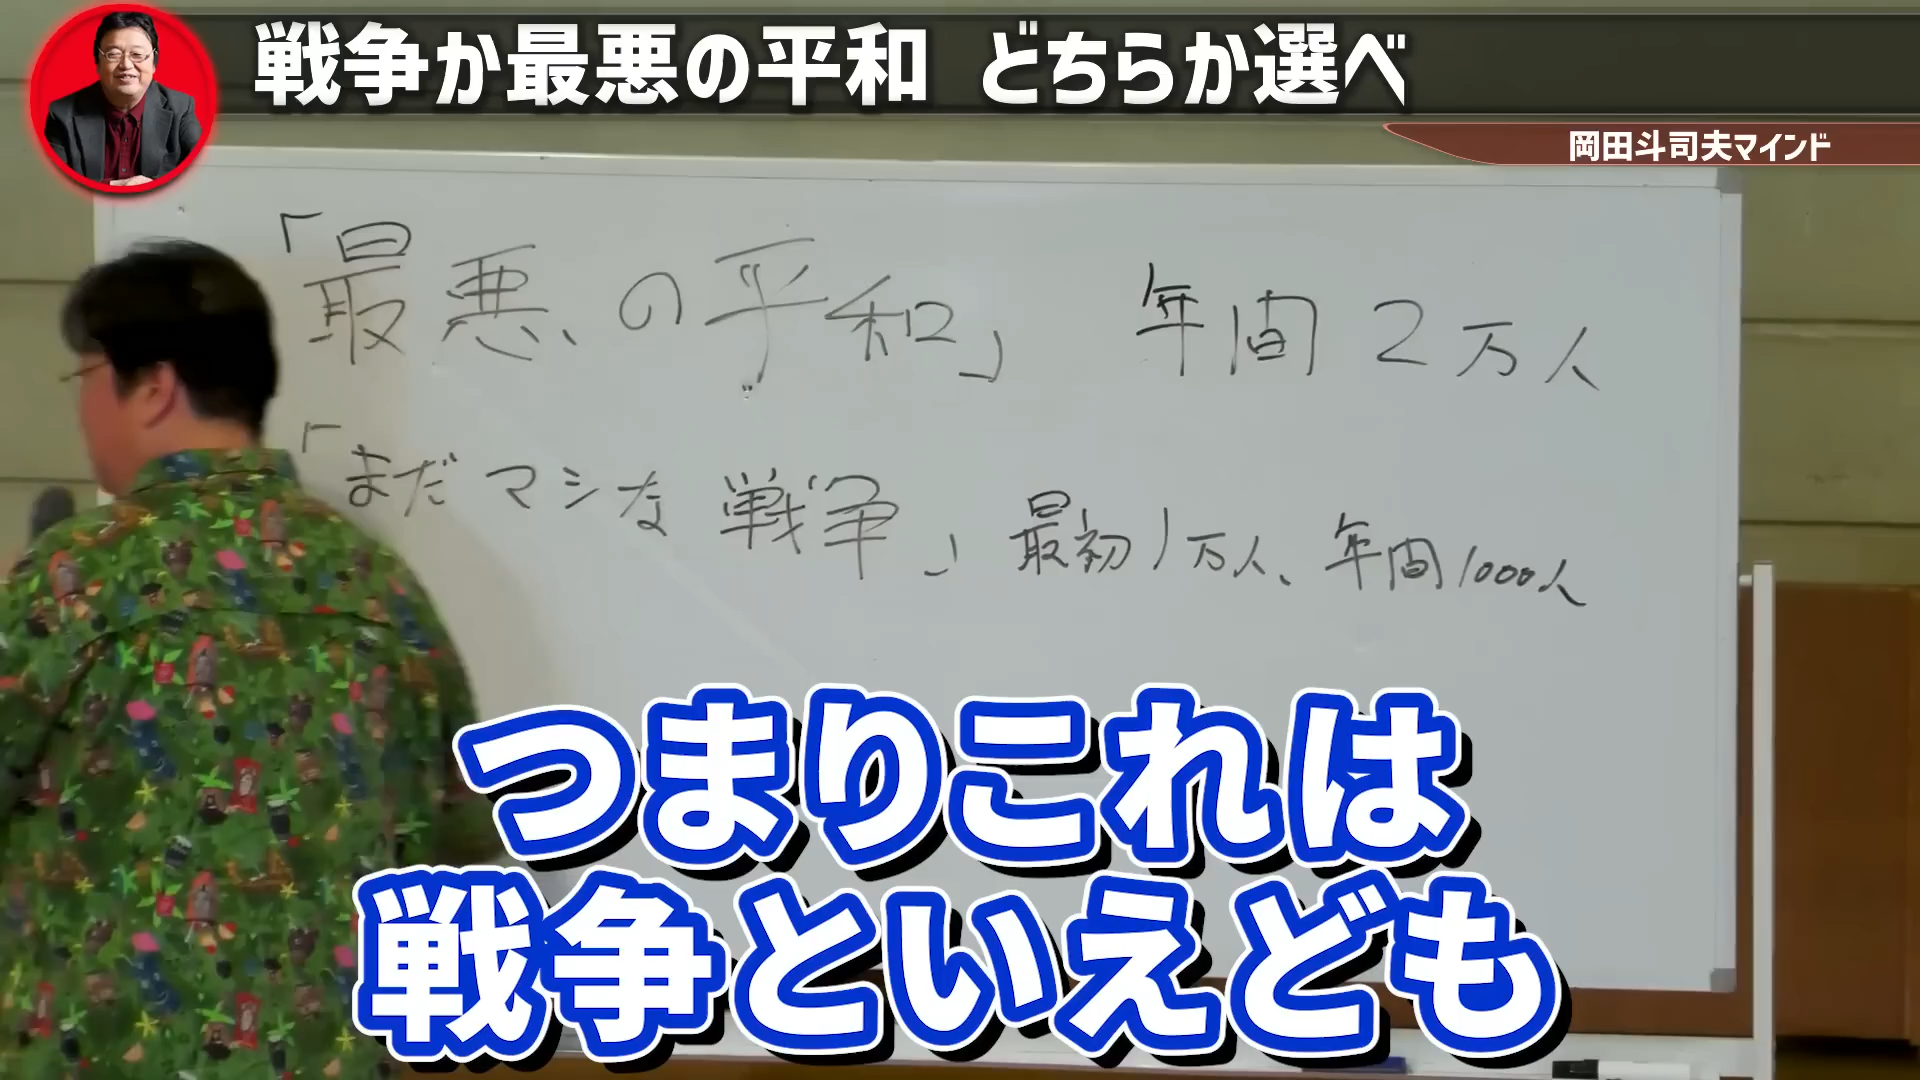 戦争か最悪の平和 どちらか選べ
岡田斗司夫マインド
「最悪の平和」 年間2万人
「まだマシな戦争」 最初1万人、年間1000人
つまりこれは
戦争といえども